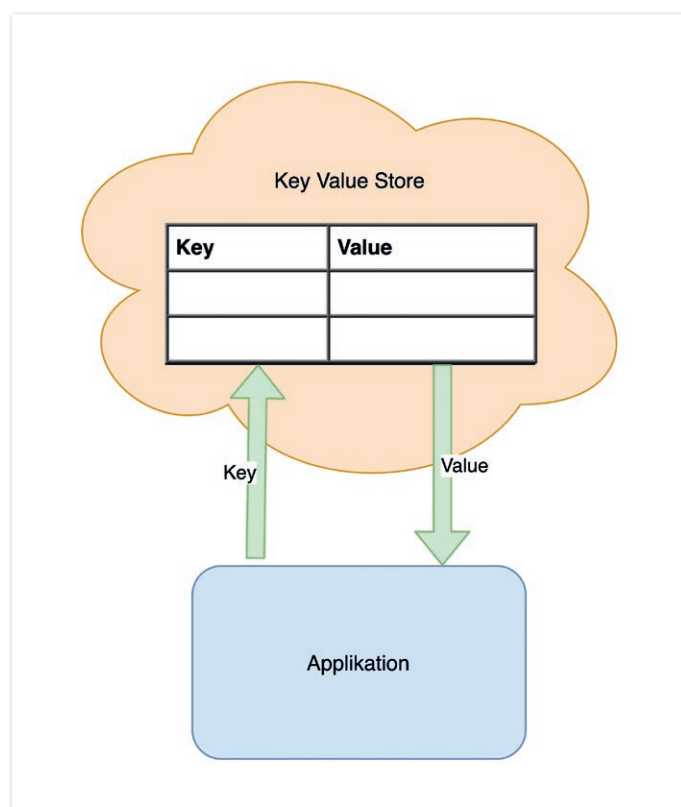 Key Value Store
Key Value
Key
Value
Applikation